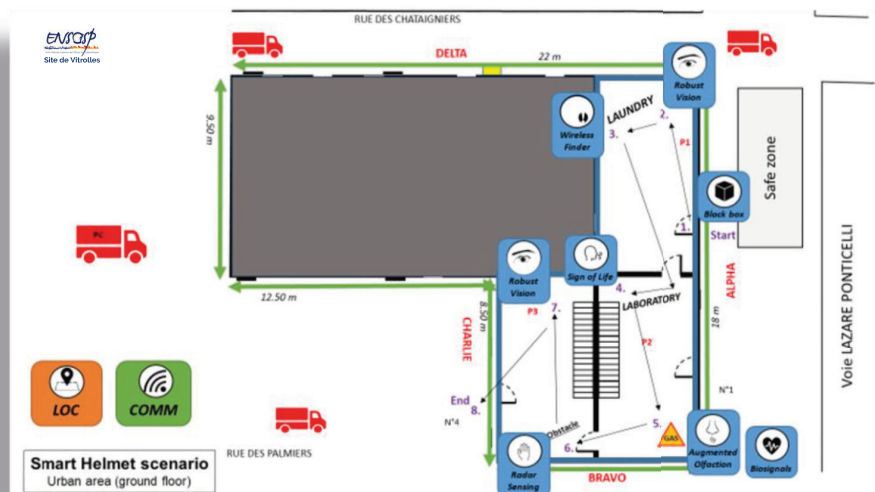 RUE DES CHATAIGNIERS
ENSOSP
Site de Vitrolles
DELTA
22 m
Robust
Vision
LAUNDRY
2.
3.
Wireless
Finder
P1
9.50 m
Safe zone
Black box
1.
Start
PC
Robust
Vision
Sign of Life
4.
LABORATORY
ALPHA
12.50 m
8.50 m
P3
7.
CHARLIE
P2
18 m
Voie LAZARE PONTICELLI
LOC
COMM
End
8.
N°1
N°4
Obstacle
5.
GAS
6.
RUE DES PALMIERS
Radar
Sensing
BRAVO
Augmented
Olfaction
Biosignals
Smart Helmet scenario
Urban area (ground floor)